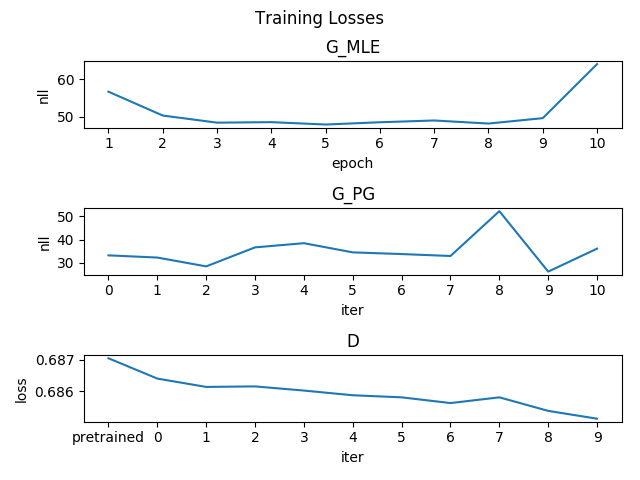 Training Losses
G_MLE
nll
60
50
1 2 3 4 5 6 7 8 9 10
epoch
G_PG
nll
50
40
30
0 1 2 3 4 5 6 7 8 9 10
iter
D
loss
0.687
0.686
pretrained 0 1 2 3 4 5 6 7 8 9
iter